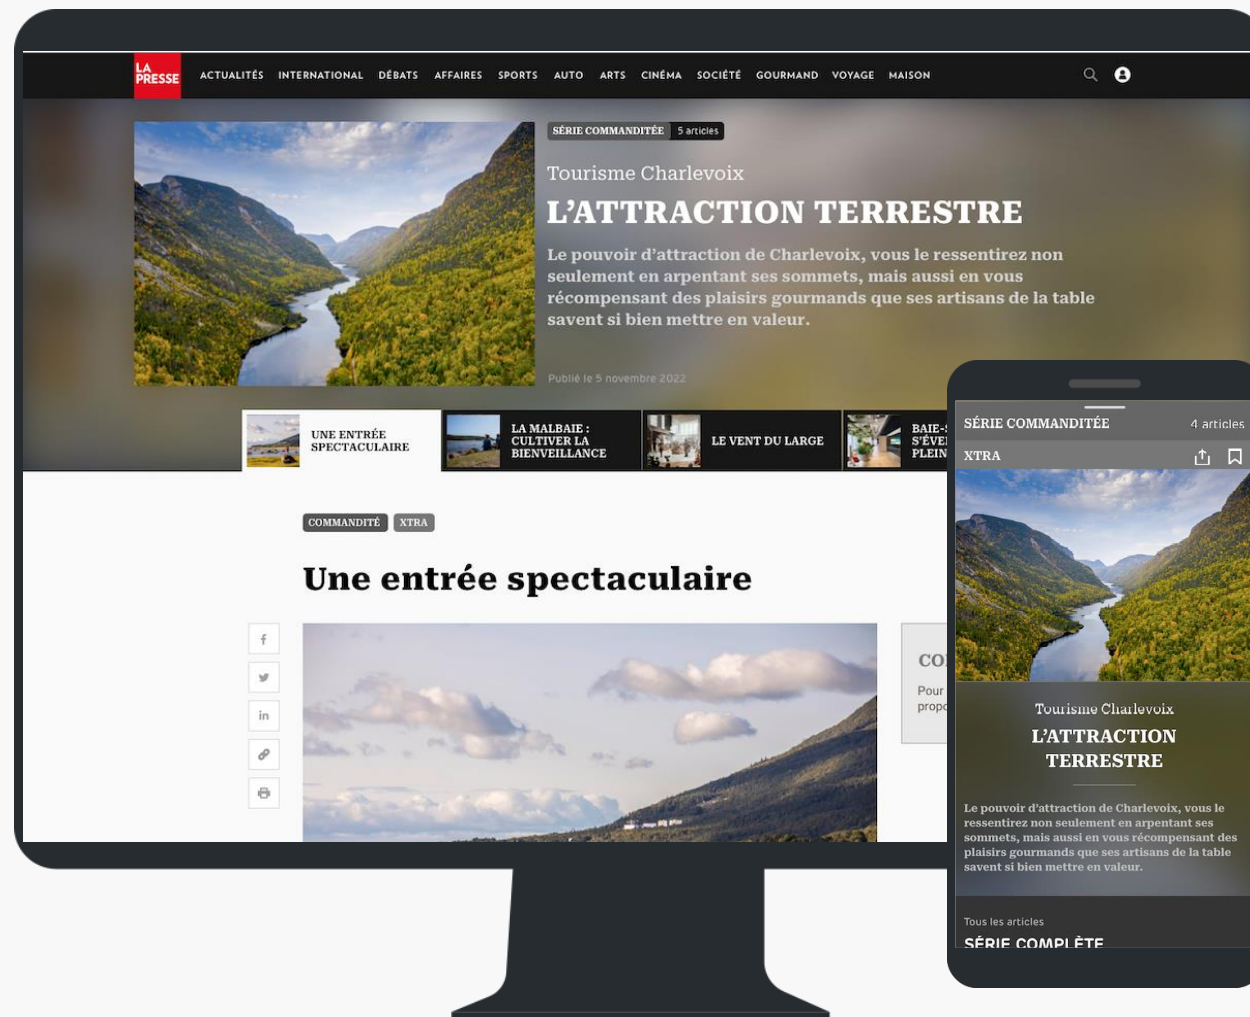 LA
PRESSE
ACTUALITÉS INTERNATIONAL DÉBATS AFFAIRES SPORTS AUTO ARTS CINÉMA SOCIÉTÉ GOURMAND VOYAGE MAISON
SÉRIE COMMANDITÉE 5 articles
Tourisme Charlevoix
L'ATTRACTION TERRESTRE
Le pouvoir d'attraction de Charlevoix, vous le ressentirez non
seulement en arpentant ses sommets, mais aussi en vous
récompensant des plaisirs gourmands que ses artisans de la table
savent si bien mettre en valeur.
Publié le 5 novembre 2022
UNE ENTRÉE
SPECTACULAIRE
LA MALBAIE :
CULTIVER LA
BIENVEILLANCE
LE VENT DU LARGE
BAIE-
PLEIN
COMMANDITÉ XTRA
Une entrée spectaculaire
Pour
SÉRIE COMMANDITÉE 4 articles
XTRA
Tourisme Charlevoix
L'ATTRACTION
TERRESTRE
Le pouvoir d'attraction de Charlevoix, vous le
ressentirez non seulement en arpentant ses
sommets, mais aussi en vous récompensant des
plaisirs gourmands que ses artisans de la table
savent si bien mettre en valeur.
Tous les articles
SÉRIE COMPLÈTE